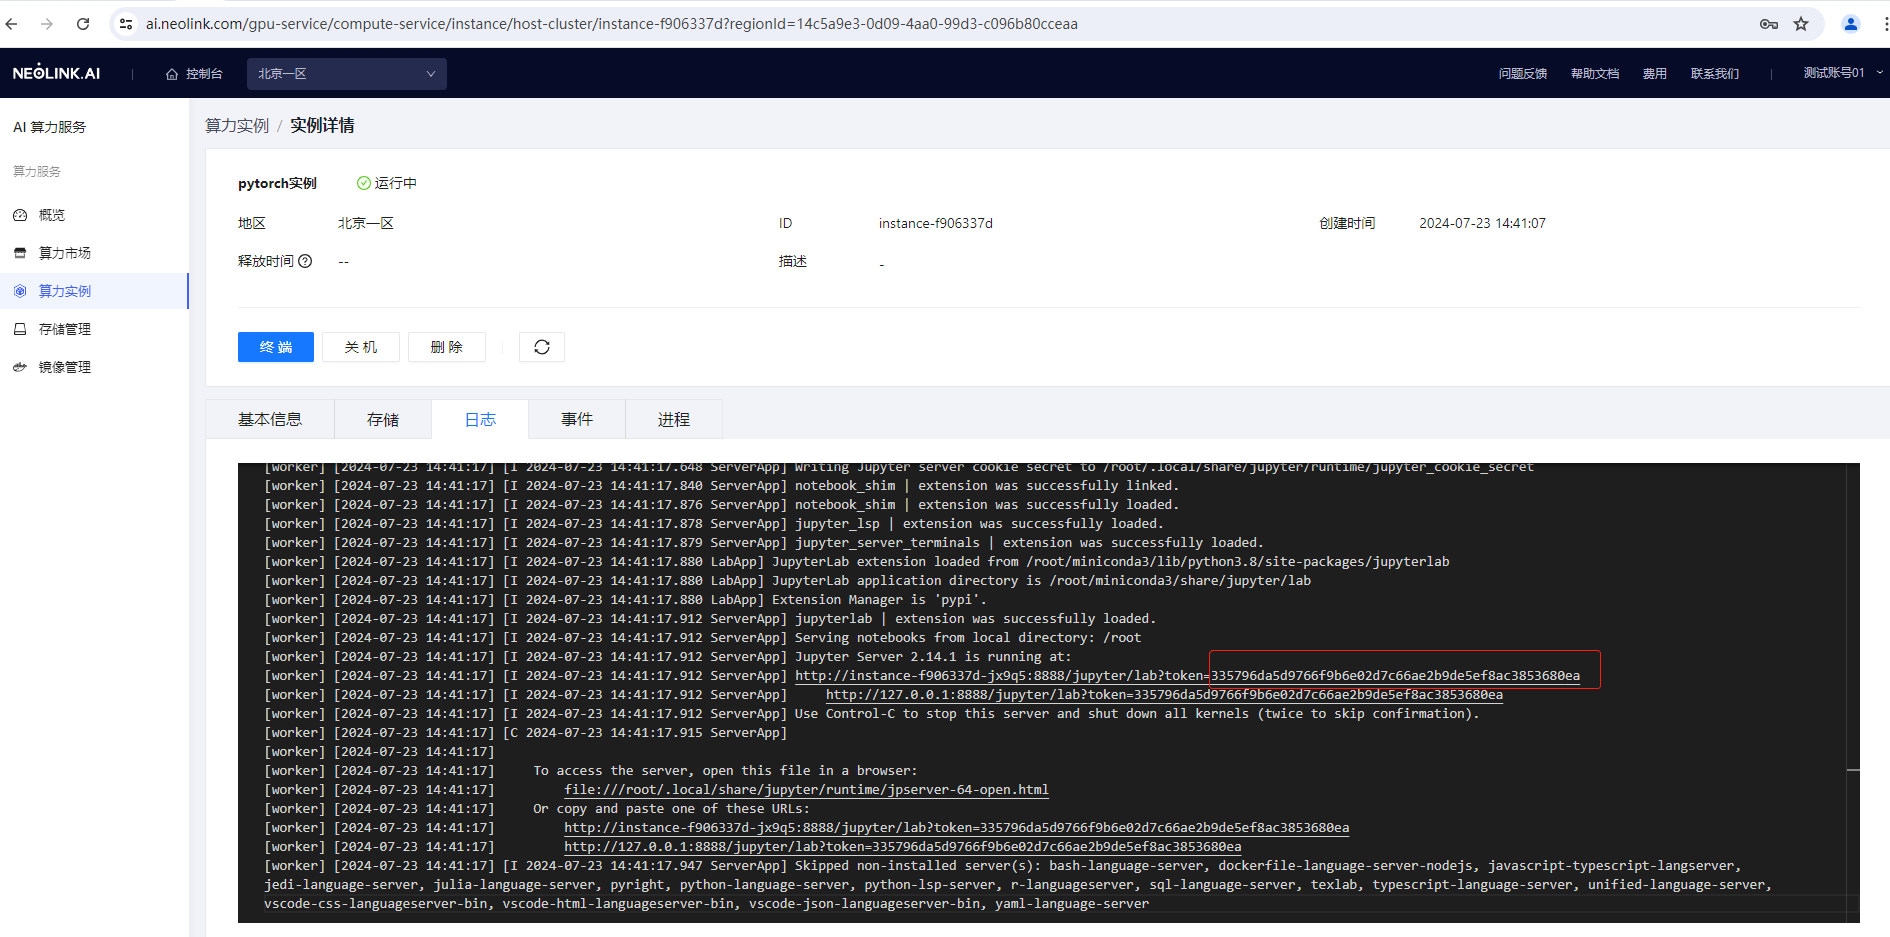 ai.neolink.com/gpu-service/compute-service/instance/host-cluster/instance-f906337d?regionId=14c5a9e3-0d09-4aa0-99d3-c096b80cceaa
NEOLINK.AI | 控制台 北京一区 问题反馈 帮助文档 费用 联系我们 | 测试账号01
AI 算力服务
算力服务
概览
算力市场
算力实例
存储管理
镜像管理
算力实例 / 实例详情
pytorch实例 运行中
地区 北京一区 ID instance-f906337d 创建时间 2024-07-23 14:41:07
释放时间 -- 描述 -
终 端 关 机 删 除
基本信息 存储 日志 事件 进程
[worker] [2024-07-23 14:41:17] [I 2024-07-23 14:41:17.648 ServerApp] Writing Jupyter server cookie secret to /root/.local/share/jupyter/runtime/jupyter_cookie_secret
[worker] [2024-07-23 14:41:17] [I 2024-07-23 14:41:17.840 ServerApp] notebook_shim | extension was successfully linked.
[worker] [2024-07-23 14:41:17] [I 2024-07-23 14:41:17.876 ServerApp] notebook_shim | extension was successfully loaded.
[worker] [2024-07-23 14:41:17] [I 2024-07-23 14:41:17.878 ServerApp] jupyter_lsp | extension was successfully loaded.
[worker] [2024-07-23 14:41:17] [I 2024-07-23 14:41:17.879 ServerApp] jupyter_server_terminals | extension was successfully loaded.
[worker] [2024-07-23 14:41:17] [I 2024-07-23 14:41:17.880 LabApp] JupyterLab extension loaded from /root/miniconda3/lib/python3.8/site-packages/jupyterlab
[worker] [2024-07-23 14:41:17] [I 2024-07-23 14:41:17.880 LabApp] JupyterLab application directory is /root/miniconda3/share/jupyter/lab
[worker] [2024-07-23 14:41:17] [I 2024-07-23 14:41:17.880 LabApp] Extension Manager is 'pypi'.
[worker] [2024-07-23 14:41:17] [I 2024-07-23 14:41:17.912 ServerApp] jupyterlab | extension was successfully loaded.
[worker] [2024-07-23 14:41:17] [I 2024-07-23 14:41:17.912 ServerApp] Serving notebooks from local directory: /root
[worker] [2024-07-23 14:41:17] [I 2024-07-23 14:41:17.912 ServerApp] Jupyter Server 2.14.1 is running at:
[worker] [2024-07-23 14:41:17] [I 2024-07-23 14:41:17.912 ServerApp] http://instance-f906337d-jx9q5:8888/jupyter/lab?token=335796da5d9766f9b6e02d7c66ae2b9de5ef8ac3853680ea
[worker] [2024-07-23 14:41:17] [I 2024-07-23 14:41:17.912 ServerApp] http://127.0.0.1:8888/jupyter/lab?token=335796da5d9766f9b6e02d7c66ae2b9de5ef8ac3853680ea
[worker] [2024-07-23 14:41:17] [I 2024-07-23 14:41:17.912 ServerApp] Use Control-C to stop this server and shut down all kernels (twice to skip confirmation).
[worker] [2024-07-23 14:41:17] [C 2024-07-23 14:41:17.915 ServerApp]
[worker] [2024-07-23 14:41:17]
[worker] [2024-07-23 14:41:17] To access the server, open this file in a browser:
[worker] [2024-07-23 14:41:17] file:///root/.local/share/jupyter/runtime/jpserver-64-open.html
[worker] [2024-07-23 14:41:17] Or copy and paste one of these URLs:
[worker] [2024-07-23 14:41:17] http://instance-f906337d-jx9q5:8888/jupyter/lab?token=335796da5d9766f9b6e02d7c66ae2b9de5ef8ac3853680ea
[worker] [2024-07-23 14:41:17] http://127.0.0.1:8888/jupyter/lab?token=335796da5d9766f9b6e02d7c66ae2b9de5ef8ac3853680ea
[worker] [2024-07-23 14:41:17] [I 2024-07-23 14:41:17.947 ServerApp] Skipped non-installed server(s): bash-language-server, dockerfile-language-server-nodejs, javascript-typescript-langserver,
jedi-language-server, julia-language-server, pyright, python-language-server, python-lsp-server, r-languageserver, sql-language-server, texlab, typescript-language-server, unified-language-server,
vscode-css-languageserver-bin, vscode-html-languageserver-bin, vscode-json-languageserver-bin, yaml-language-server